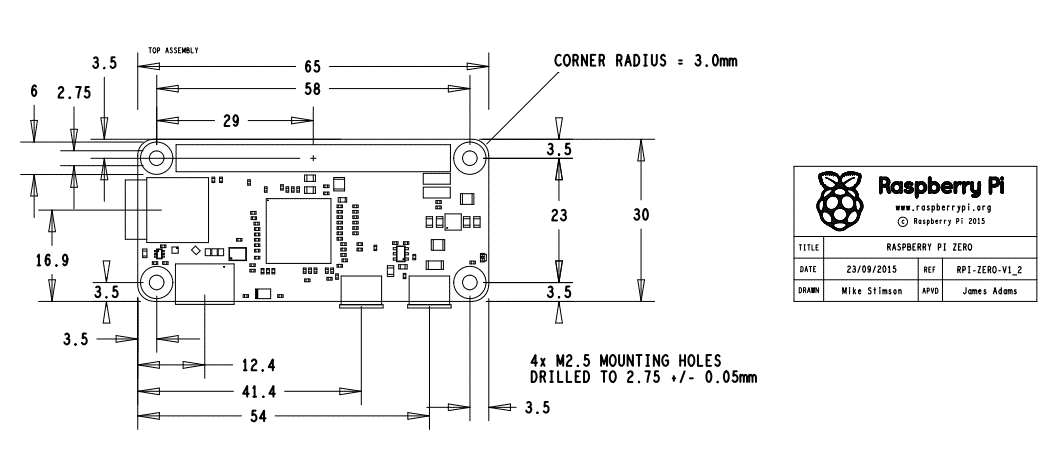 TOP ASSEMBLY
3.5
65
CORNER RADIUS = 3.0mm
58
6
2.75
29
3.5
23
30
16.9
3.5
3.5
3.5
12.4
41.4
54
3.5
4x M2.5 MOUNTING HOLES
DRILLED TO 2.75 +/- 0.05mm
Raspberry Pi
www.raspberrypi.org
© Raspberry Pi 2015
TITLE RASPBERRY PI ZERO
DATE 23/09/2015 REF RPI-ZERO-V1_2
DRAWN Mike Stimson APVD James Adams